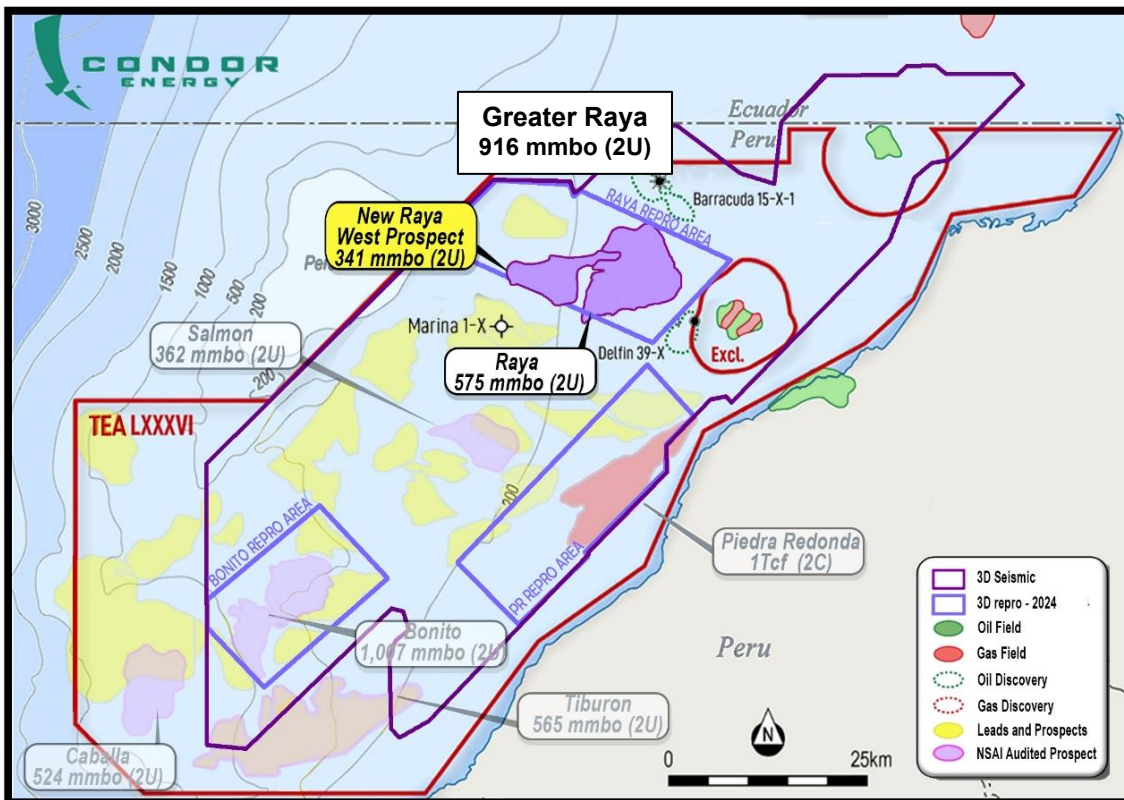 CONDOR
ENERGY
Greater Raya
916 mmbo (2U)
Ecuador
Peru
3000
2500
2000
1500
1000
500
200
New Raya
West Prospect
341 mmbo (2U)
RAYA REPRO AREA
Barracuda 15-X-1
Marina 1-X
Salmon
362 mmbo (2U)
Raya
575 mmbo (2U)
Delfin 39-X
Excl.
200
TEA LXXXVI
200
BONITO REPRO AREA
PR REPRO AREA
Piedra Redonda
1Tcf (2C)
Bonito
1,007 mmbo (2U)
Peru
Tiburon
565 mmbo (2U)
Caballa
524 mmbo (2U)
N
0
25km
3D Seismic
3D repro - 2024
Oil Field
Gas Field
Oil Discovery
Gas Discovery
Leads and Prospects
NSAI Audited Prospect